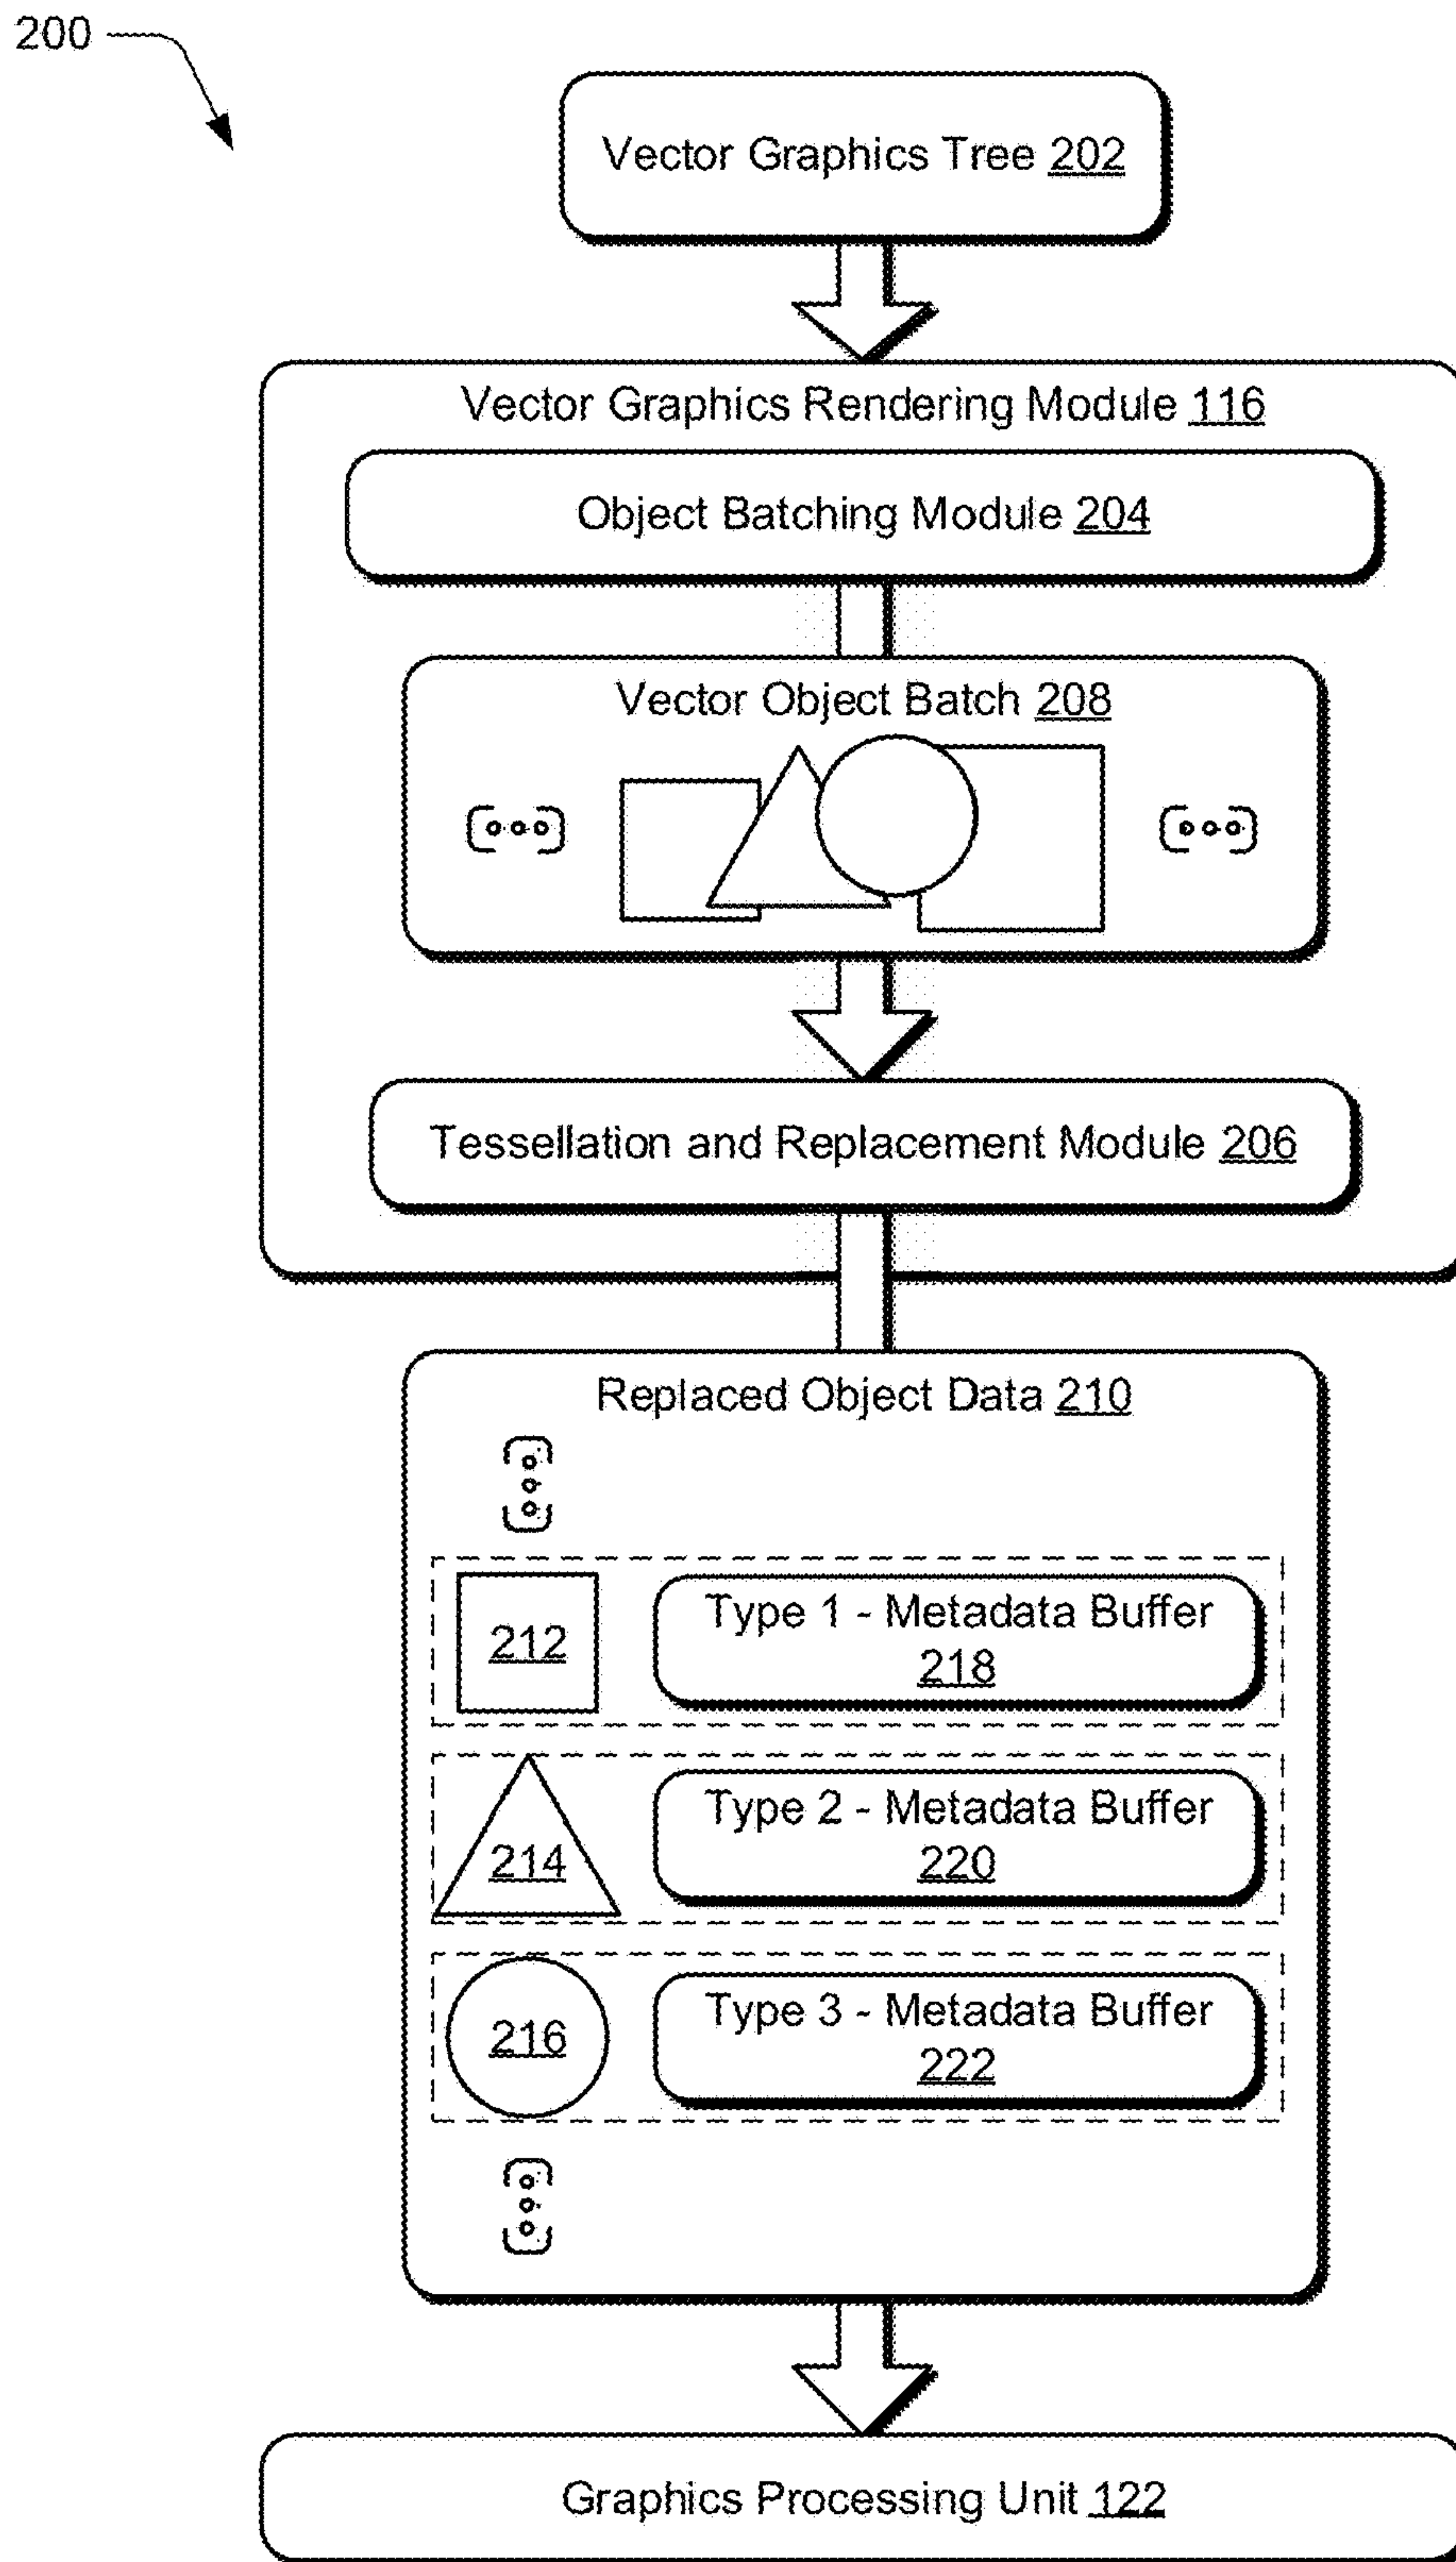 200
Vector Graphics Tree 202
Vector Graphics Rendering Module 116
Object Batching Module 204
Vector Object Batch 208
Tessellation and Replacement Module 206
Replaced Object Data 210
212
Type 1 - Metadata Buffer
218
214
Type 2 - Metadata Buffer
220
216
Type 3 - Metadata Buffer
222
Graphics Processing Unit 122